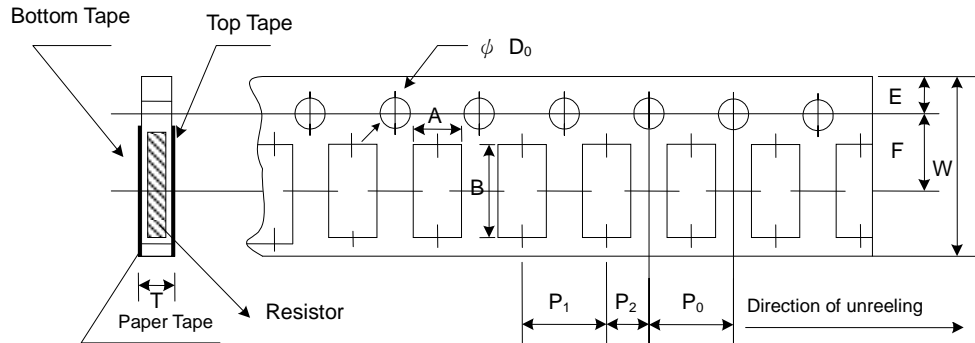 Bottom Tape
Top Tape
ψ D₀
E
A
F
W
B
T
P₁
P₂
P₀
Direction of unreeling
Resistor
Paper Tape